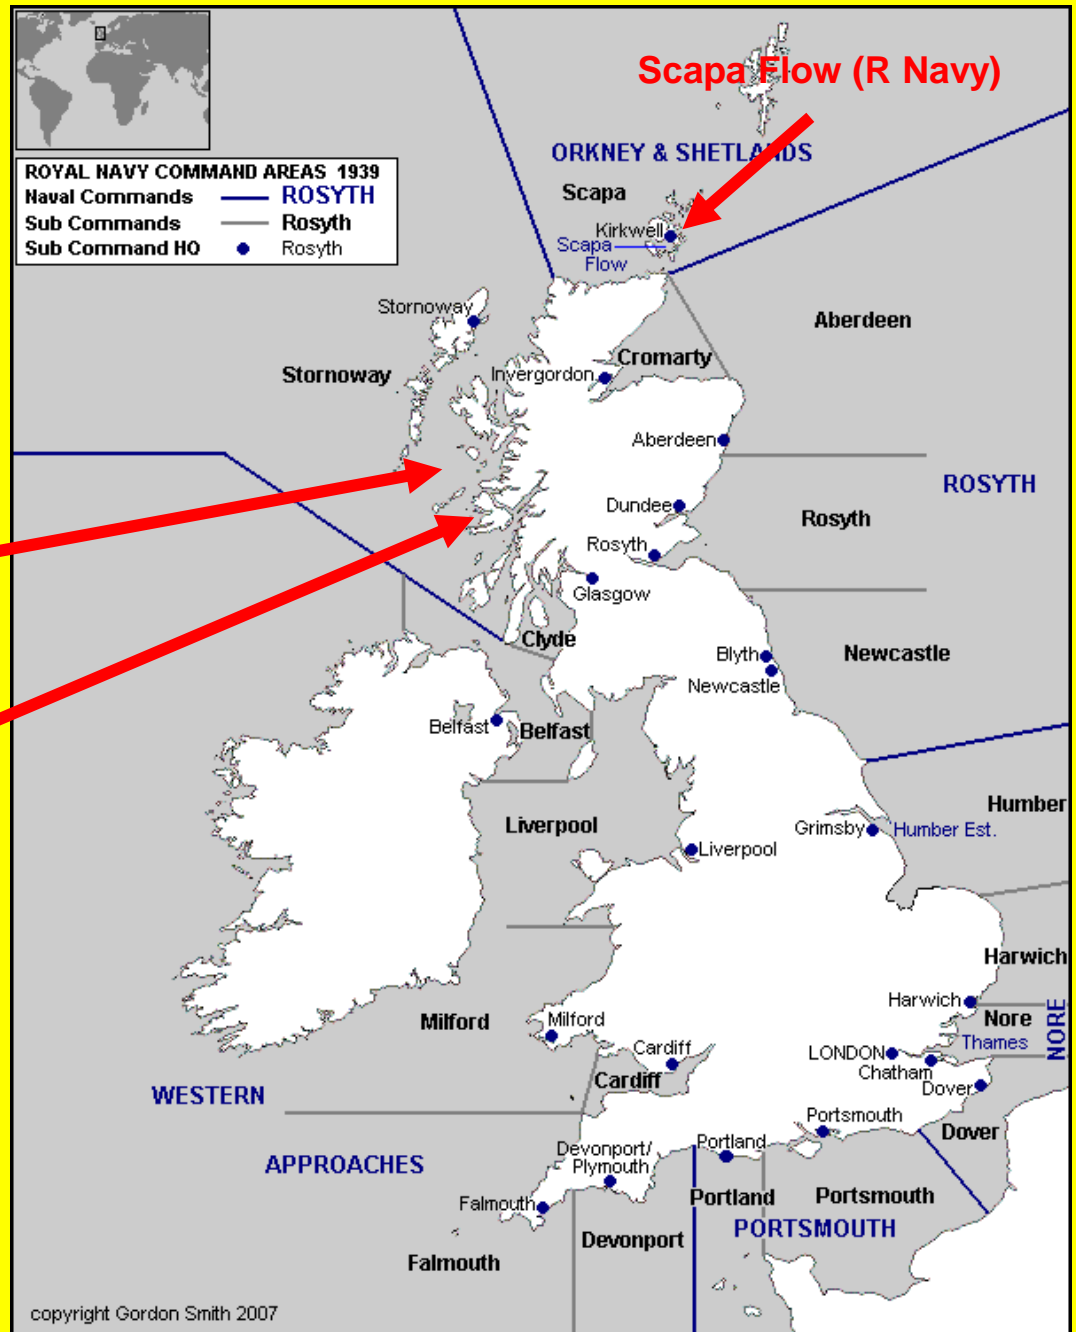 Scapa Flow (R Navy)
ORKNEY & SHETLANDS
ROYAL NAVY COMMAND AREAS 1939
Naval Commands ROSYTH
Sub Commands Rosyth
Sub Command HQ Rosyth
Scapa
Kirkwell
Scapa
Flow
Stornoway
Aberdeen
Cromarty
Stornoway
Invergordon
Aberdeen
ROSYTH
Dundee
Rosyth
Rosyth
Glasgow
Clyde
Blyth
Newcastle
Newcastle
Belfast
Belfast
Humber
Liverpool
Grimsby
Humber Est.
Liverpool
Harwich
Harwich
Milford
Milford
Nore
NORE
Thames
Cardiff
LONDON
Chatham
Cardiff
Dover
WESTERN
Portsmouth
Dover
Devonport/
Plymouth
Portland
APPROACHES
Portland
Portsmouth
Falmouth
PORTSMOUTH
Devonport
Falmouth
copyright Gordon Smith 2007